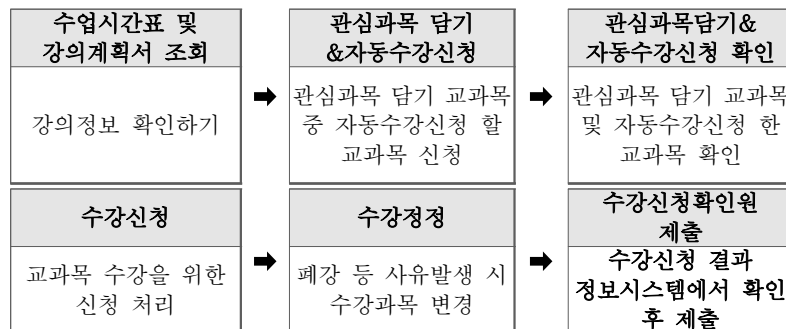 수업시간표 및
강의계획서 조회
강의정보 확인하기
관심과목 담기
&자동수강신청
관심과목 담기 교과목
중 자동수강신청 할
교과목 신청
관심과목담기&
자동수강신청 확인
관심과목 담기 교과목
및 자동수강신청 한
교과목 확인
수강신청
교과목 수강을 위한
신청 처리
수강정정
폐강 등 사유발생 시
수강과목 변경
수강신청확인원
제출
수강신청 결과
정보시스템에서 확인
후 제출